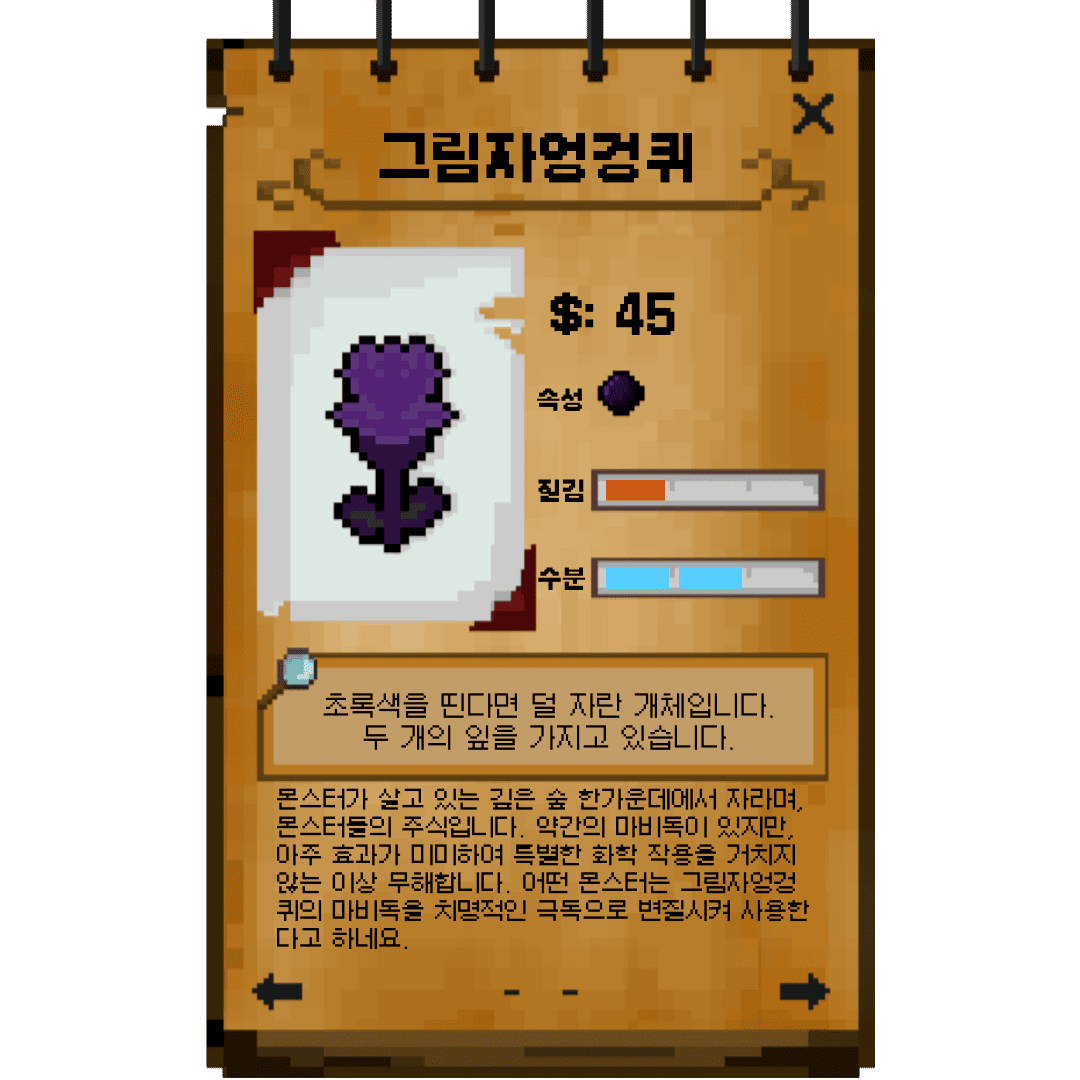 그림자엉겅퀴
$: 45
속성
질김
수분
초록색을 띤다면 덜 자란 개체입니다.
두 개의 잎을 가지고 있습니다.
몬스터가 살고 있는 깊은 숲 한가운데에서 자라며,
몬스터들의 주식입니다. 약간의 마비독이 있지만,
아주 효과가 미미하여 특별한 화학 작용을 거치지
않는 이상 무해합니다. 어떤 몬스터는 그림자엉겅
퀴의 마비독을 치명적인 극독으로 변질시켜 사용한
다고 하네요.
- -